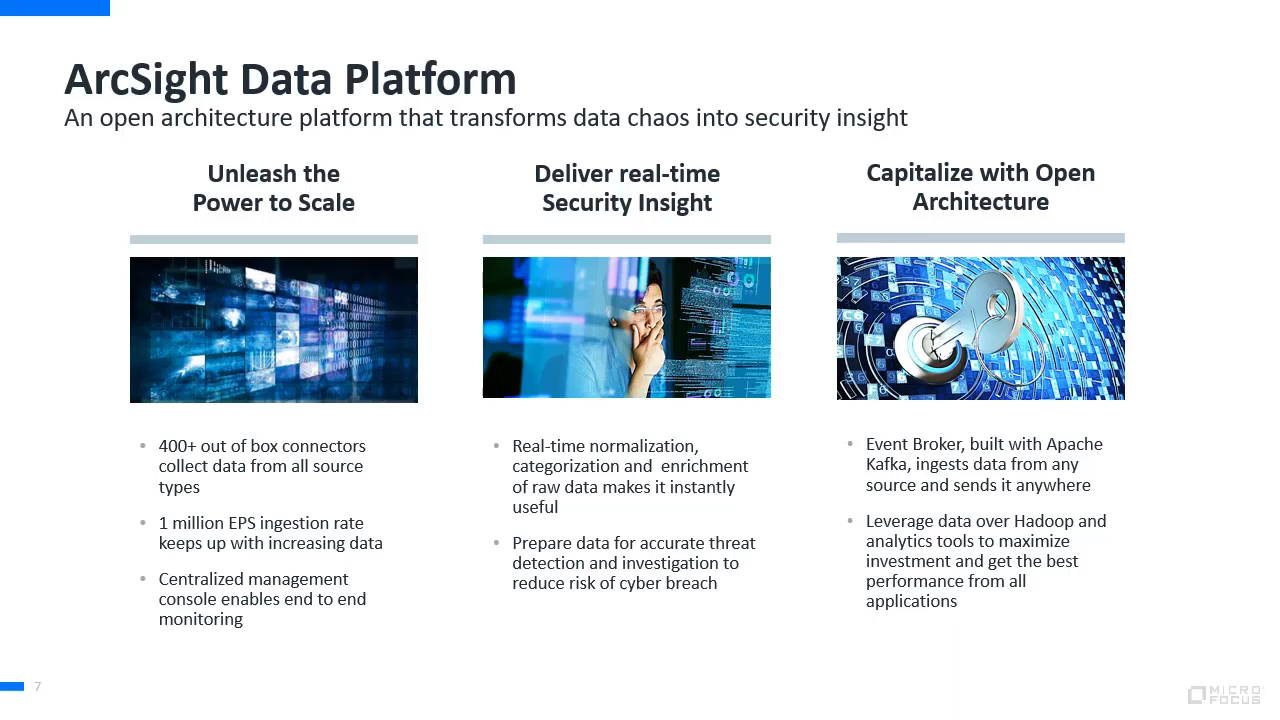 ArcSight Data Platform
An open architecture platform that transforms data chaos into security insight
Unleash the
Power to Scale
• 400+ out of box connectors
collect data from all source
types
• 1 million EPS ingestion rate
keeps up with increasing data
• Centralized management
console enables end to end
monitoring
Deliver real-time
Security Insight
• Real-time normalization,
categorization and  enrichment
of raw data makes it instantly
useful
• Prepare data for accurate threat
detection and investigation to
reduce risk of cyber breach
Capitalize with Open
Architecture
• Event Broker, built with Apache
Kafka, ingests data from any
source and sends it anywhere
• Leverage data over Hadoop and
analytics tools to maximize
investment and get the best
performance from all
applications
7
MICRO
FOCUS